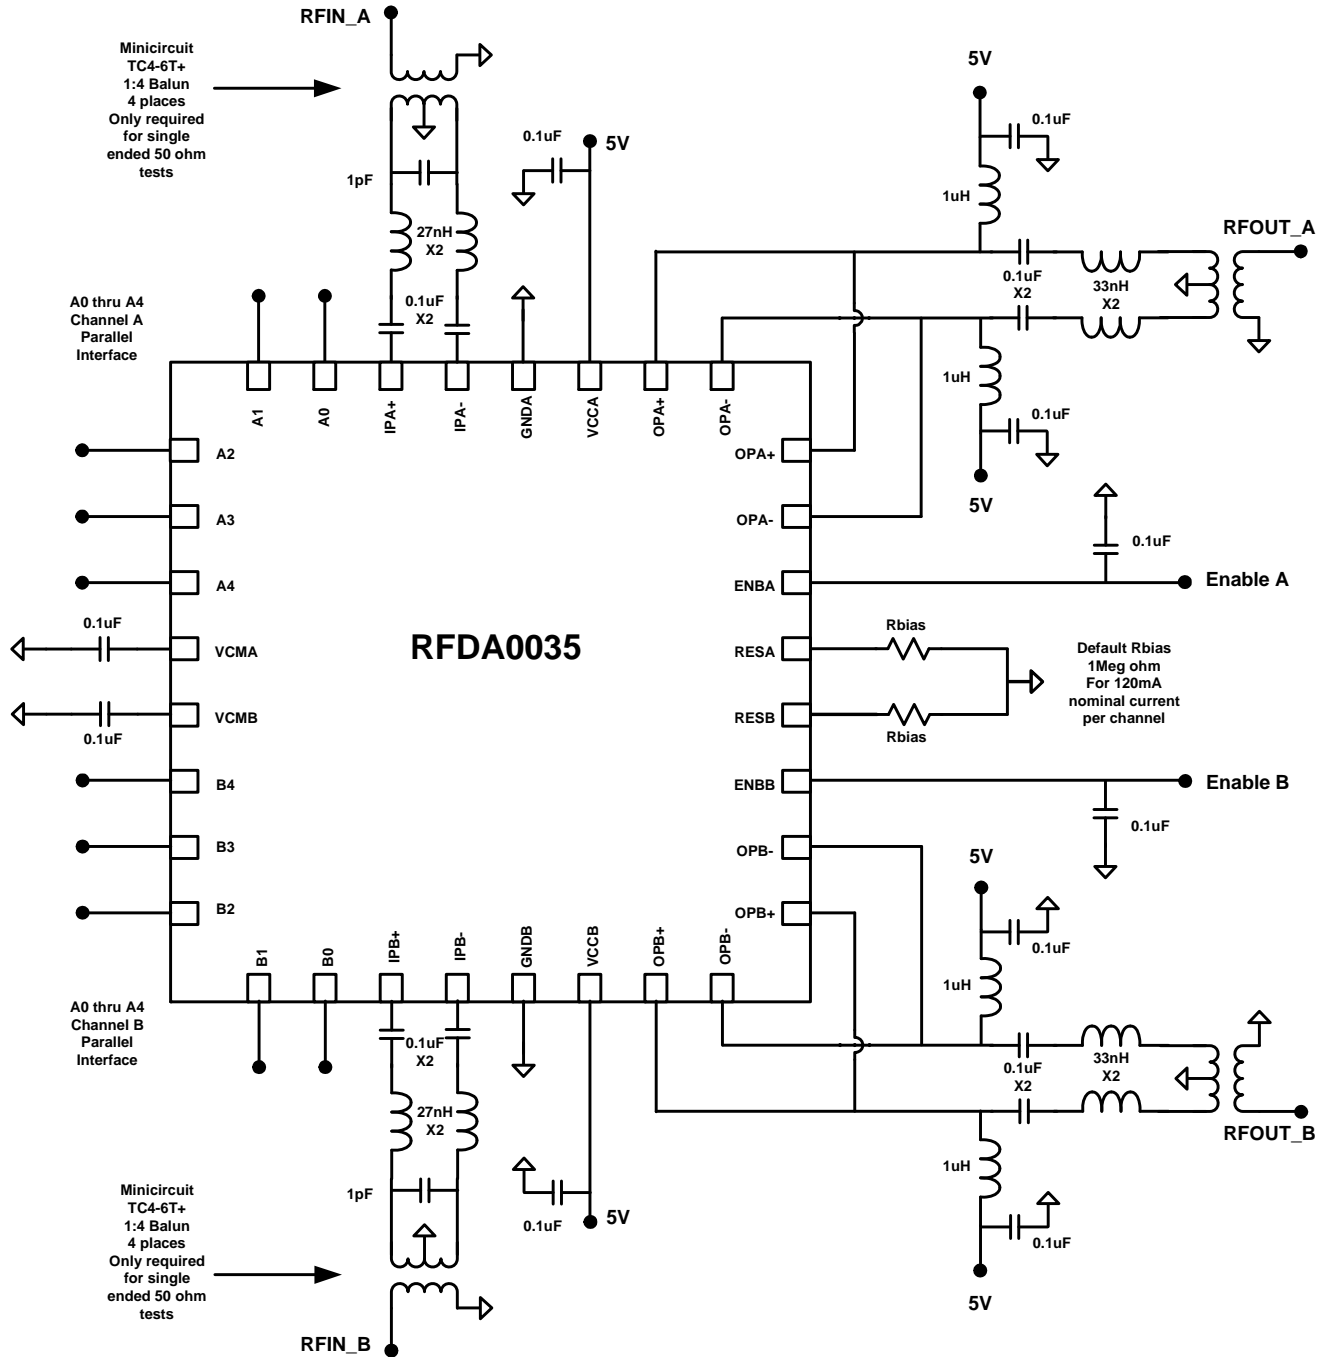 RFIN_A
Minicircuit
TC4-6T+
1:4 Balun
4 places
Only required
for single
ended 50 ohm
tests
5V
0.1uF
0.1uF
5V
1pF
1uH
27nH
X2
RFOUT_A
0.1uF
X2
33nH
X2
0.1uF
X2
A0 thru A4
Channel A
Parallel
Interface
1uH
0.1uF
5V
A1
A0
IPA+
IPA-
GNDA
VCCA
OPA+
OPA-
A2
OPA+
A3
OPA-
0.1uF
A4
ENBA
Enable A
0.1uF
VCMA
RFDA0035
RESA
Rbias
Default Rbias
1Meg ohm
For 120mA
nominal current
per channel
VCMB
0.1uF
RESB
Rbias
B4
ENBB
Enable B
0.1uF
B3
OPB-
5V
B2
OPB+
B1
B0
IPB+
IPB-
GNDB
VCCB
OPB+
OPB-
0.1uF
1uH
A0 thru A4
Channel B
Parallel
Interface
0.1uF
X2
0.1uF
X2
33nH
X2
27nH
X2
RFOUT_B
1uH
1pF
5V
0.1uF
0.1uF
5V
Minicircuit
TC4-6T+
1:4 Balun
4 places
Only required
for single
ended 50 ohm
tests
RFIN_B